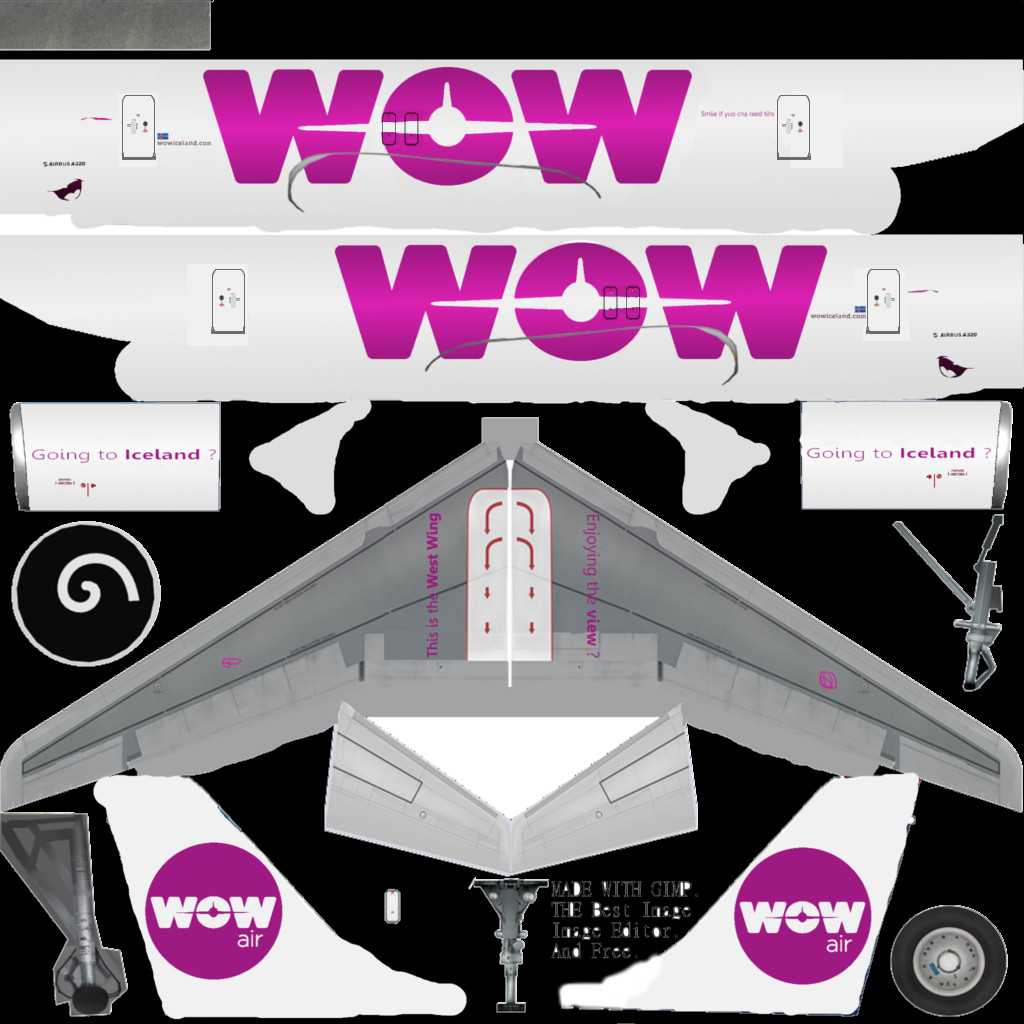 WOW
Smile if yuo cna raed tihs
wowiceland.com
AIRBUS A320
WOW
wowiceland.com
AIRBUS A320
Going to Iceland ?
Going to Iceland ?
This is the West Wing
Enjoying the view ?
WOW
air
MADE WITH GIMP.
THE Best Image
Image Editor.
And Free.
WOW
air